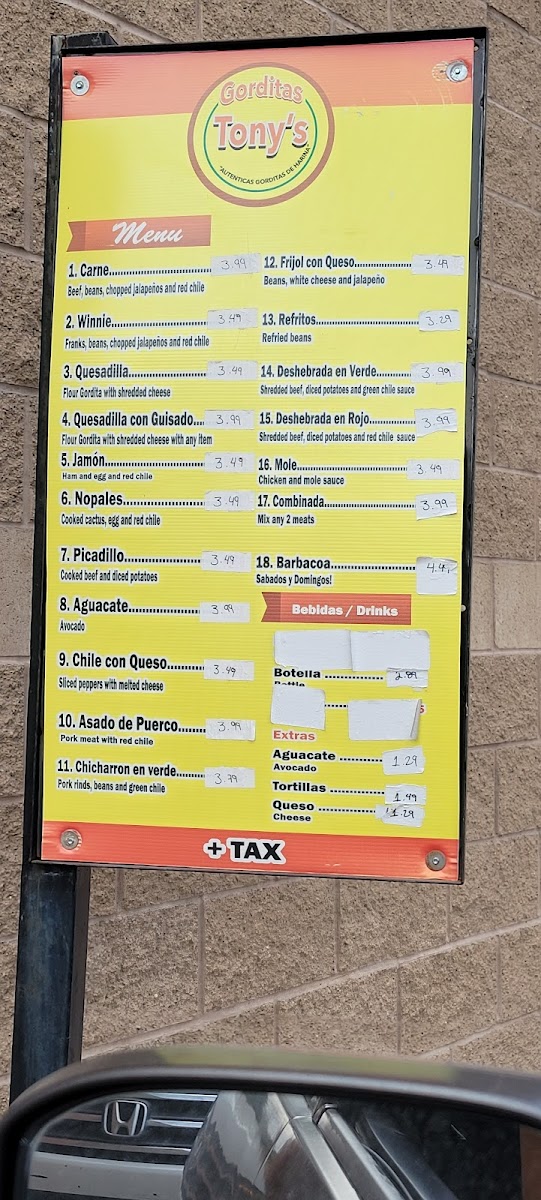 Gorditas
Tony's
"AUTENTICAS GORDITAS DE HARINA"
Menu
1. Carne 3.99
Beef, beans, chopped jalapeños and red chile
2. Winnie 3.49
Franks, beans, chopped jalapeños and red chile
3. Quesadilla 3.49
Flour Gordita with shredded cheese
4. Quesadilla con Guisado 3.99
Flour Gordita with shredded cheese with any item
5. Jamón 3.49
Ham and egg and red chile
6. Nopales 3.49
Cooked cactus, egg and red chile
7. Picadillo 3.49
Cooked beef and diced potatoes
8. Aguacate 3.99
Avocado
9. Chile con Queso 3.49
Sliced peppers with melted cheese
10. Asado de Puerco 3.99
Pork meat with red chile
11. Chicharron en verde 3.79
Pork rinds, beans and green chile
12. Frijol con Queso 3.49
Beans, white cheese and jalapeño
13. Refritos 3.29
Refried beans
14. Deshebrada en Verde 3.99
Shredded beef, diced potatoes and green chile sauce
15. Deshebrada en Rojo 3.99
Shredded beef, diced potatoes and red chile sauce
16. Mole 3.49
Chicken and mole sauce
17. Combinada 3.99
Mix any 2 meats
18. Barbacoa 4.49
Sabados y Domingos!
Bebidas / Drinks
Botella 2.89
Extras
Aguacate 1.29
Avocado
Tortillas 1.49
Queso 1.29
Cheese
+ TAX